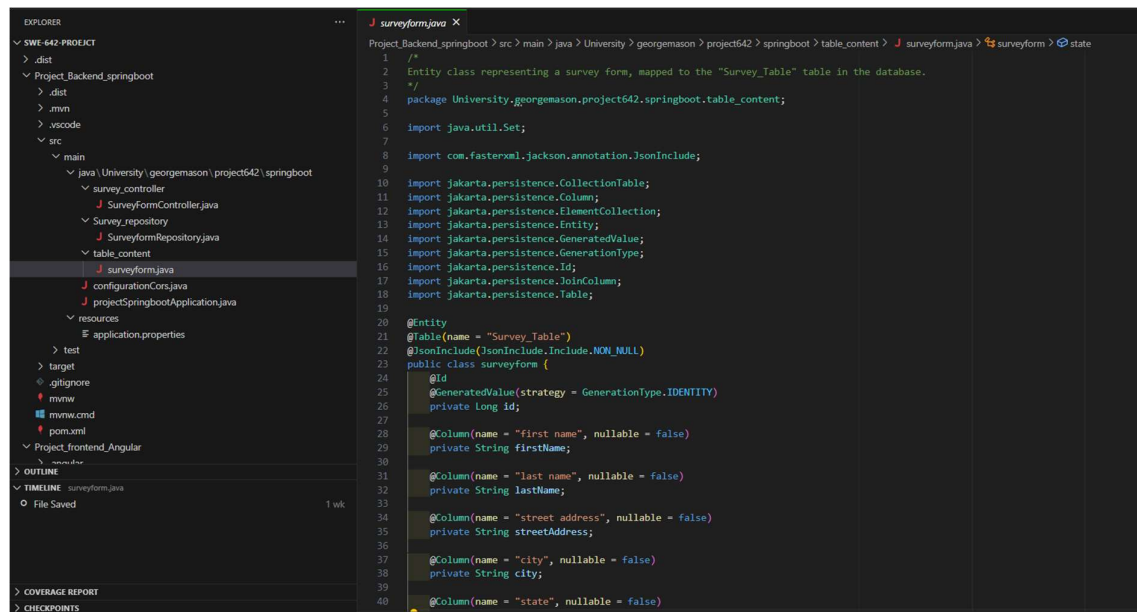 EXPLORER
SWE-642-PROEJCT
.dist
Project_Backend_springboot
.dist
.mvn
.vscode
src
main
java\University\georgemason\project642\springboot
survey_controller
J SurveyFormController.java
Survey_repository
J SurveyformRepository.java
table_content
J surveyform.java
J configurationCors.java
J projectSpringbootApplication.java
resources
application.properties
test
target
.gitignore
mvnw
mvnw.cmd
pom.xml
Project_frontend_Angular
.angular
OUTLINE
TIMELINE surveyform.java
File Saved 1 wk
COVERAGE REPORT
CHECKPOINTS
J surveyform.java
Project_Backend_springboot > src > main > java > University > georgemason > project642 > springboot > table_content > J surveyform.java > surveyform > state
1 /*
2 Entity class representing a survey form, mapped to the "Survey_Table" table in the database.
3 */
4 package University.georgemason.project642.springboot.table_content;
5
6 import java.util.Set;
7
8 import com.fasterxml.jackson.annotation.JsonInclude;
9
10 import jakarta.persistence.CollectionTable;
11 import jakarta.persistence.Column;
12 import jakarta.persistence.ElementCollection;
13 import jakarta.persistence.Entity;
14 import jakarta.persistence.GeneratedValue;
15 import jakarta.persistence.GenerationType;
16 import jakarta.persistence.Id;
17 import jakarta.persistence.JoinColumn;
18 import jakarta.persistence.Table;
19
20 @Entity
21 @Table(name = "Survey_Table")
22 @JsonInclude(JsonInclude.Include.NON_NULL)
23 public class surveyform {
24 @Id
25 @GeneratedValue(strategy = GenerationType.IDENTITY)
26 private Long id;
27
28 @Column(name = "first name", nullable = false)
29 private String firstName;
30
31 @Column(name = "last name", nullable = false)
32 private String lastName;
33
34 @Column(name = "street address", nullable = false)
35 private String streetAddress;
36
37 @Column(name = "city", nullable = false)
38 private String city;
39
40 @Column(name = "state", nullable = false)